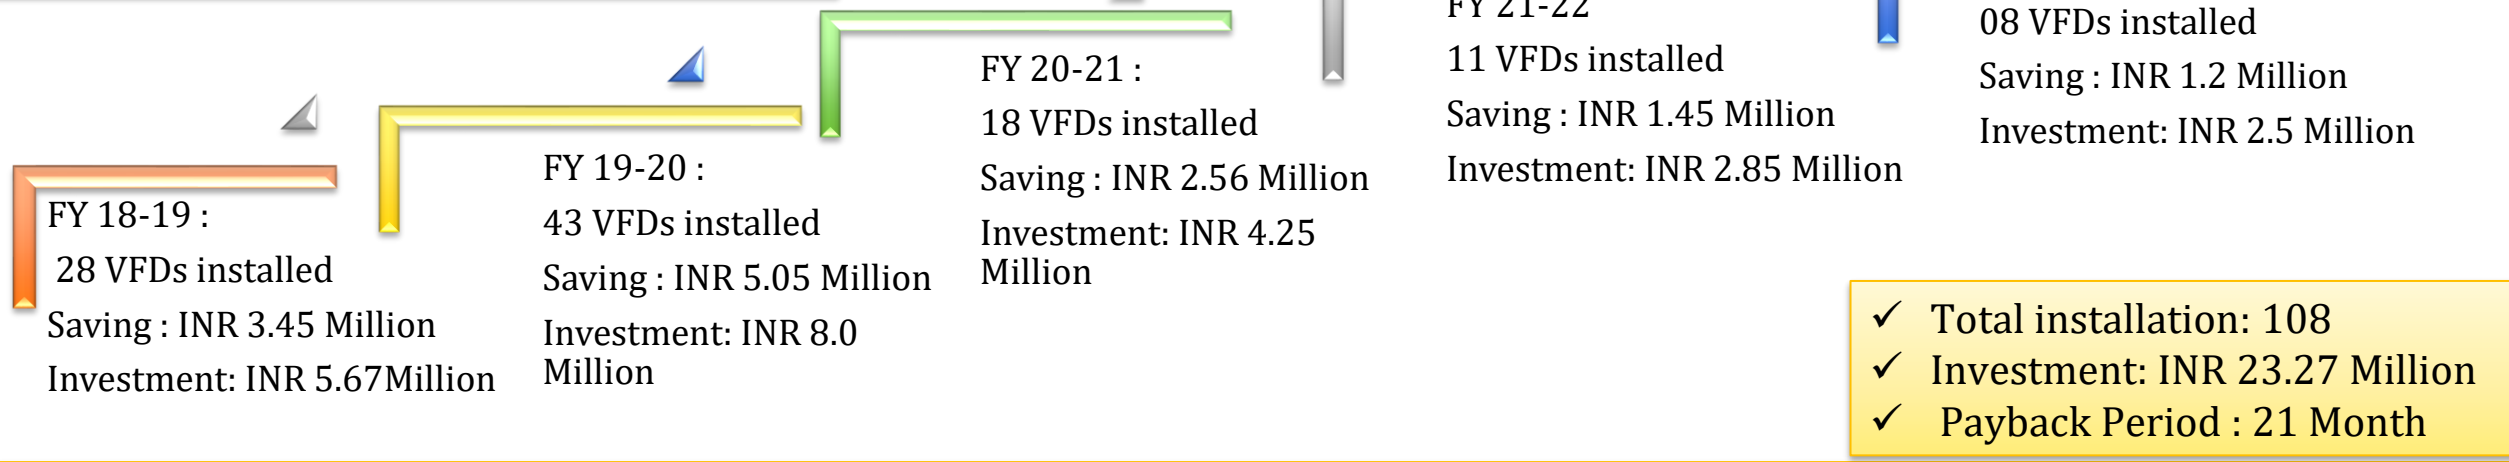 FY 18-19 :
28 VFDs installed
Saving : INR 3.45 Million
Investment: INR 5.67Million
FY 19-20 :
43 VFDs installed
Saving : INR 5.05 Million
Investment: INR 8.0
Million
FY 20-21 :
18 VFDs installed
Saving : INR 2.56 Million
Investment: INR 4.25
Million
FY 21-22
11 VFDs installed
Saving : INR 1.45 Million
Investment: INR 2.85 Million
08 VFDs installed
Saving : INR 1.2 Million
Investment: INR 2.5 Million
✓ Total installation: 108
✓ Investment: INR 23.27 Million
✓ Payback Period : 21 Month